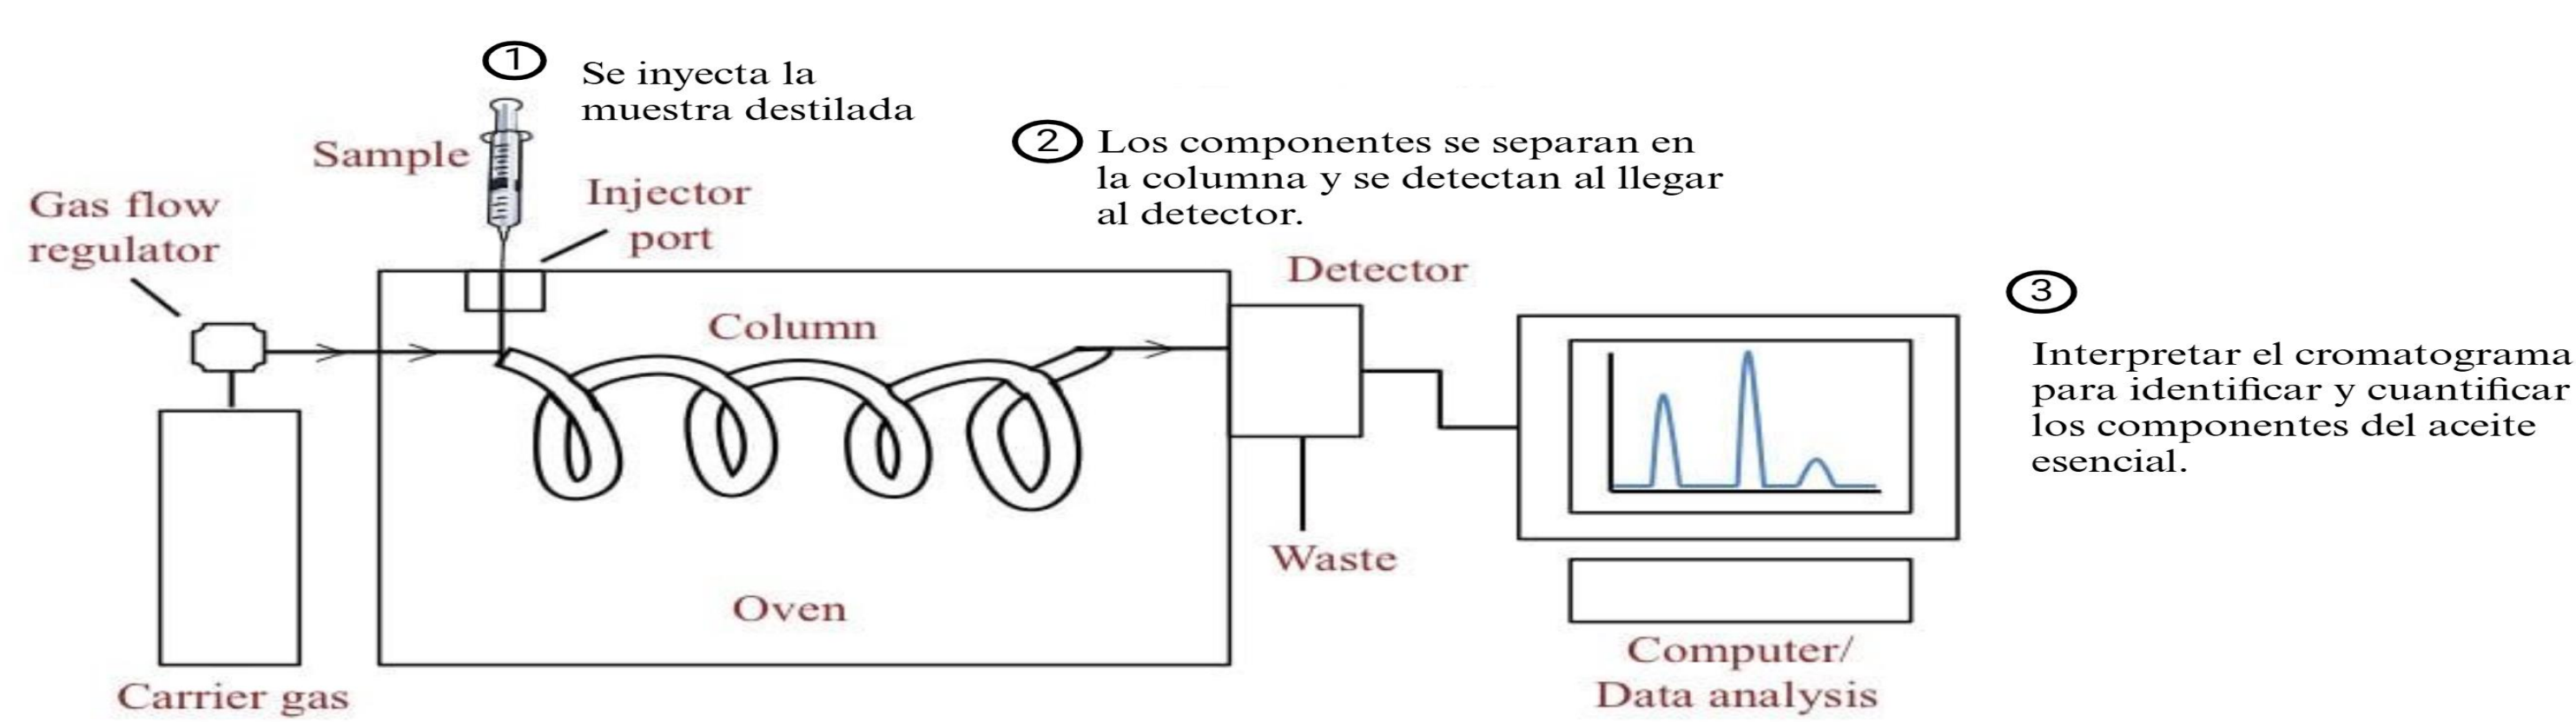 1
Se inyecta la
muestra destilada
Sample
Injector
port
Gas flow
regulator
2
Los componentes se separan en
la columna y se detectan al llegar
al detector.
Detector
Column
3
Interpretar el cromatograma
para identificar y cuantificar
los componentes del aceite
esencial.
Waste
Oven
Carrier gas
Computer/
Data analysis